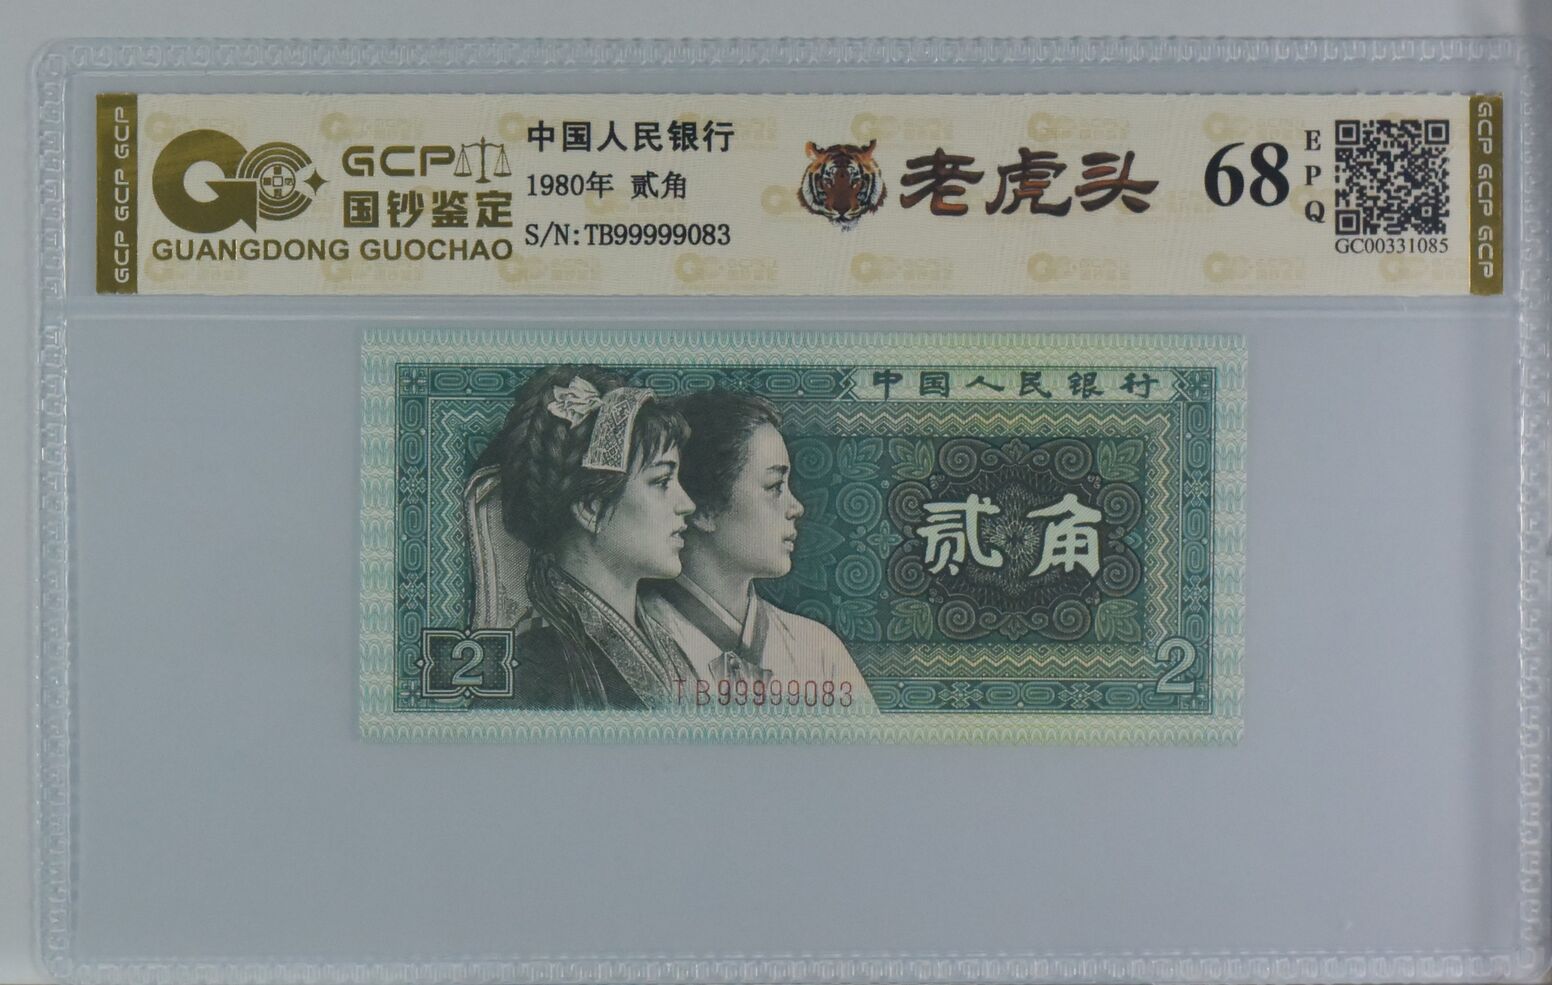 GCP
国钞鉴定
GUANGDONG GUOCHAO
中国人民银行
1980年 贰角
S/N:TB99999083
老虎头
68
EPQ
GC00331085
GCP GCP GCP
GCP GCP GCP
中国人民银行
贰角
2
2
TB99999083